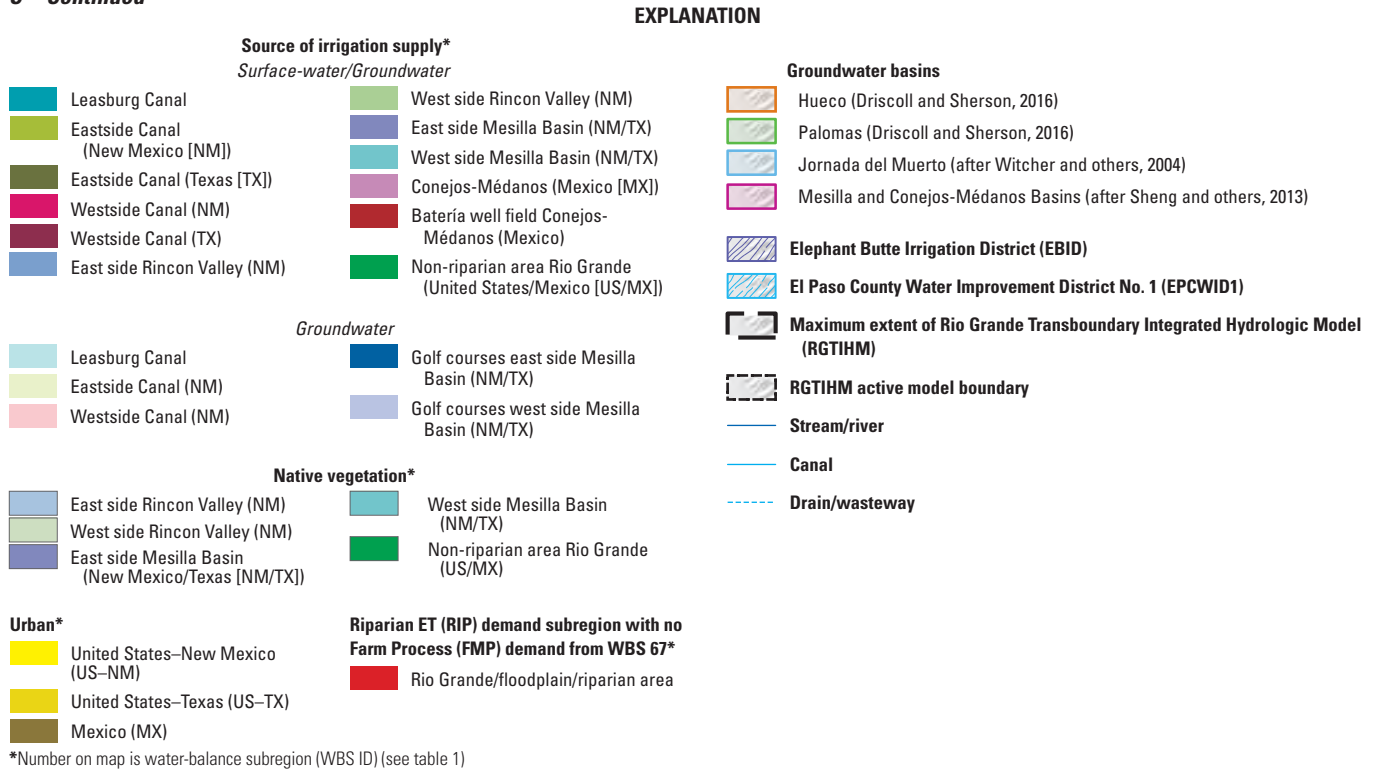 EXPLANATION
Source of irrigation supply*
Surface-water/Groundwater
Leasburg Canal
Eastside Canal
(New Mexico [NM])
Eastside Canal (Texas [TX])
Westside Canal (NM)
Westside Canal (TX)
East side Rincon Valley (NM)
West side Rincon Valley (NM)
East side Mesilla Basin (NM/TX)
West side Mesilla Basin (NM/TX)
Conejos-Médanos (Mexico [MX])
Batería well field Conejos-
Médanos (Mexico)
Non-riparian area Rio Grande
(United States/Mexico [US/MX])
Groundwater
Leasburg Canal
Eastside Canal (NM)
Westside Canal (NM)
Golf courses east side Mesilla
Basin (NM/TX)
Golf courses west side Mesilla
Basin (NM/TX)
Native vegetation*
East side Rincon Valley (NM)
West side Rincon Valley (NM)
East side Mesilla Basin
(New Mexico/Texas [NM/TX])
West side Mesilla Basin
(NM/TX)
Non-riparian area Rio Grande
(US/MX)
Urban*
United States–New Mexico
(US–NM)
United States–Texas (US–TX)
Mexico (MX)
Riparian ET (RIP) demand subregion with no
Farm Process (FMP) demand from WBS 67*
Rio Grande/floodplain/riparian area
Groundwater basins
Hueco (Driscoll and Sherson, 2016)
Palomas (Driscoll and Sherson, 2016)
Jornada del Muerto (after Witcher and others, 2004)
Mesilla and Conejos-Médanos Basins (after Sheng and others, 2013)
Elephant Butte Irrigation District (EBID)
El Paso County Water Improvement District No. 1 (EPCWID1)
Maximum extent of Rio Grande Transboundary Integrated Hydrologic Model
(RGTIHM)
RGTIHM active model boundary
Stream/river
Canal
Drain/wasteway
*Number on map is water-balance subregion (WBS ID) (see table 1)